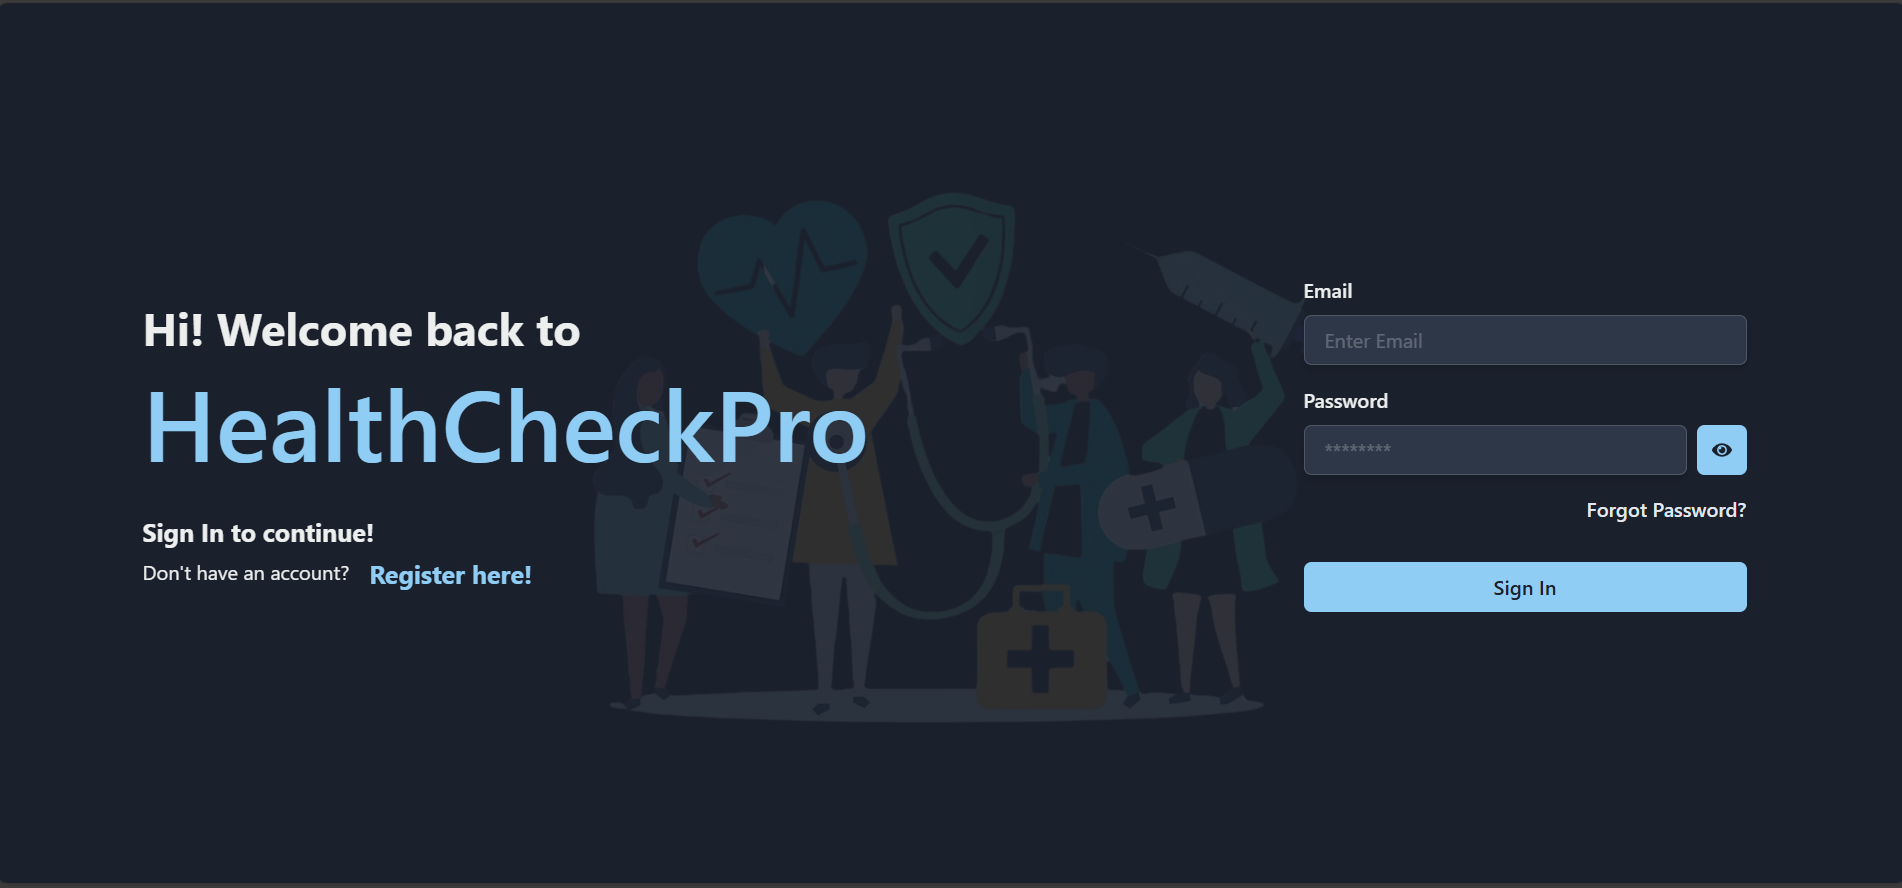 Hi! Welcome back to
HealthCheckPro
Sign In to continue!
Don't have an account? Register here!
Email
Enter Email
Password
********
Forgot Password?
Sign In